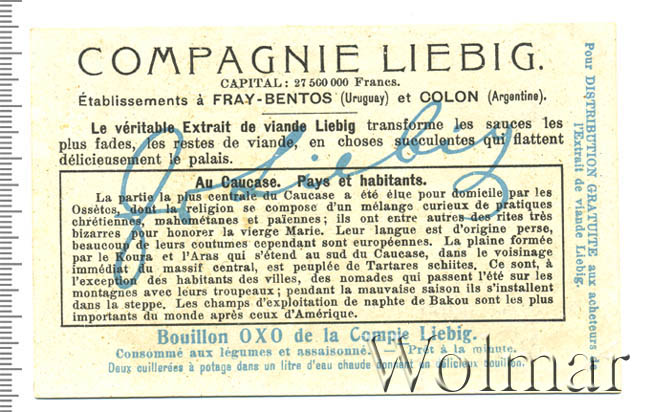 COMPAGNIE LIEBIG.
CAPITAL: 27500000 Francs.
Établissements à FRAY-BENTOS (Uruguay) et COLON (Argentine).
Le véritable Extrait de viande Liebig transforme les sauces les
plus fades, les restes de viande, en choses succulentes qui flattent
délicieusement le palais.
Au Caucase. Pays et habitants.
La partie la plus centrale du Caucase a été élue pour domicile par les
Ossètes, dont la religion se compose d'un mélange curieux de pratiques
chrétiennes, mahométanes et païennes; ils ont entre autres des rites très
bizarres pour honorer la vierge Marie. Leur langue est d'origine perse,
beaucoup de leurs coutumes cependant sont européennes. La plaine formée
par le Koura et l'Aras qui s'étend au sud du Caucase, dans le voisinage
immédiat du massif central, est peuplée de Tartares schiites. Ce sont, à
l'exception des habitants des villes, des nomades qui passent l'été sur les
montagnes avec leurs troupeaux; pendant la mauvaise saison ils s'installent
dans la steppe. Les champs d'exploitation de naphte de Bakou sont les plus
importants du monde après ceux d'Amérique.
J v Liebig
Bouillon OXO de la Compie Liebig.
Consommé aux légumes et assaisonné. — Prêt à la minute.
Deux cuillerées à potage dans un litre d'eau chaude donnent un délicieux bouillon.
Pour DISTRIBUTION GRATUITE aux acheteurs de
l'Extrait de viande Liebig.
Wolmar